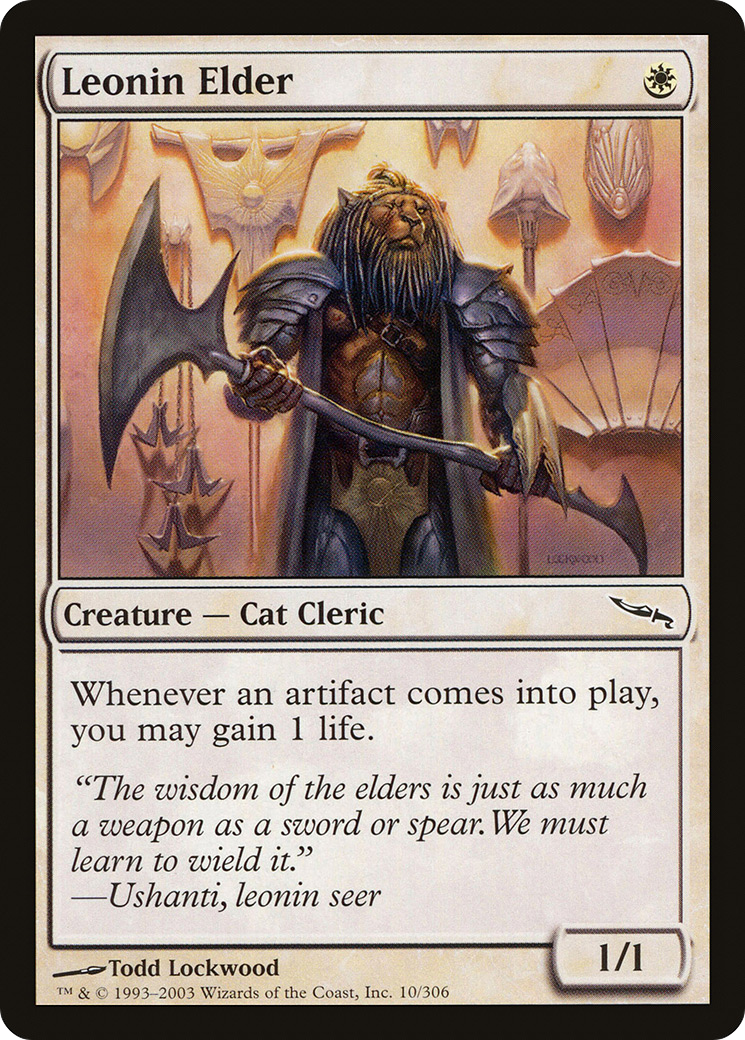 Leonin Elder
LOCKWOOD
Creature — Cat Cleric
Whenever an artifact comes into play,
you may gain 1 life.
“The wisdom of the elders is just as much
a weapon as a sword or spear. We must
learn to wield it.”
—Ushanti, leonin seer
1/1
Todd Lockwood
™ & © 1993–2003 Wizards of the Coast, Inc. 10/306